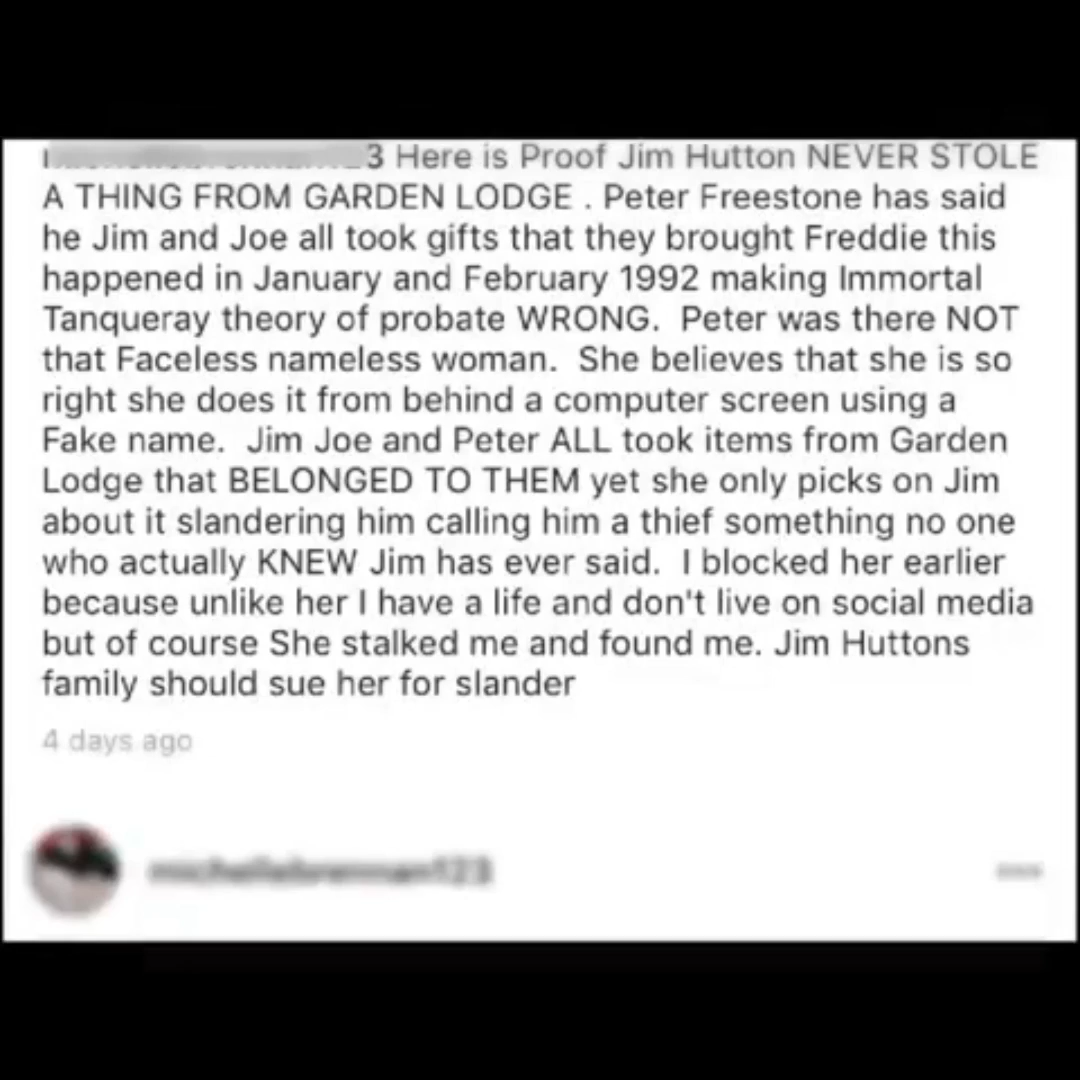 3 Here is Proof Jim Hutton NEVER STOLE
A THING FROM GARDEN LODGE . Peter Freestone has said
he Jim and Joe all took gifts that they brought Freddie this
happened in January and February 1992 making Immortal
Tanqueray theory of probate WRONG.  Peter was there NOT
that Faceless nameless woman.  She believes that she is so
right she does it from behind a computer screen using a
Fake name.  Jim Joe and Peter ALL took items from Garden
Lodge that BELONGED TO THEM yet she only picks on Jim
about it slandering him calling him a thief something no one
who actually KNEW Jim has ever said.  I blocked her earlier
because unlike her I have a life and don't live on social media
but of course She stalked me and found me. Jim Huttons
family should sue her for slander
4 days ago